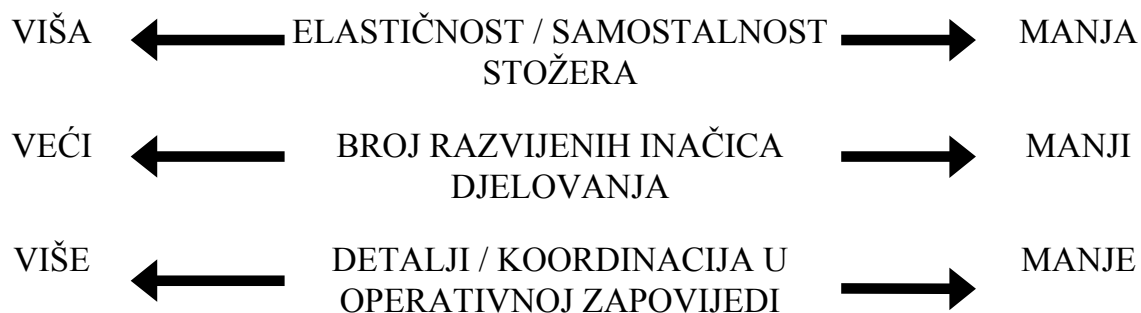 VIŠA ELASTIČNOST / SAMOSTALNOST MANJA
STOŽERA
VEĆI BROJ RAZVIJENIH INAČICA MANJI
DJELOVANJA
VIŠE DETALJI / KOORDINACIJA U MANJE
OPERATIVNOJ ZAPOVIJEDI